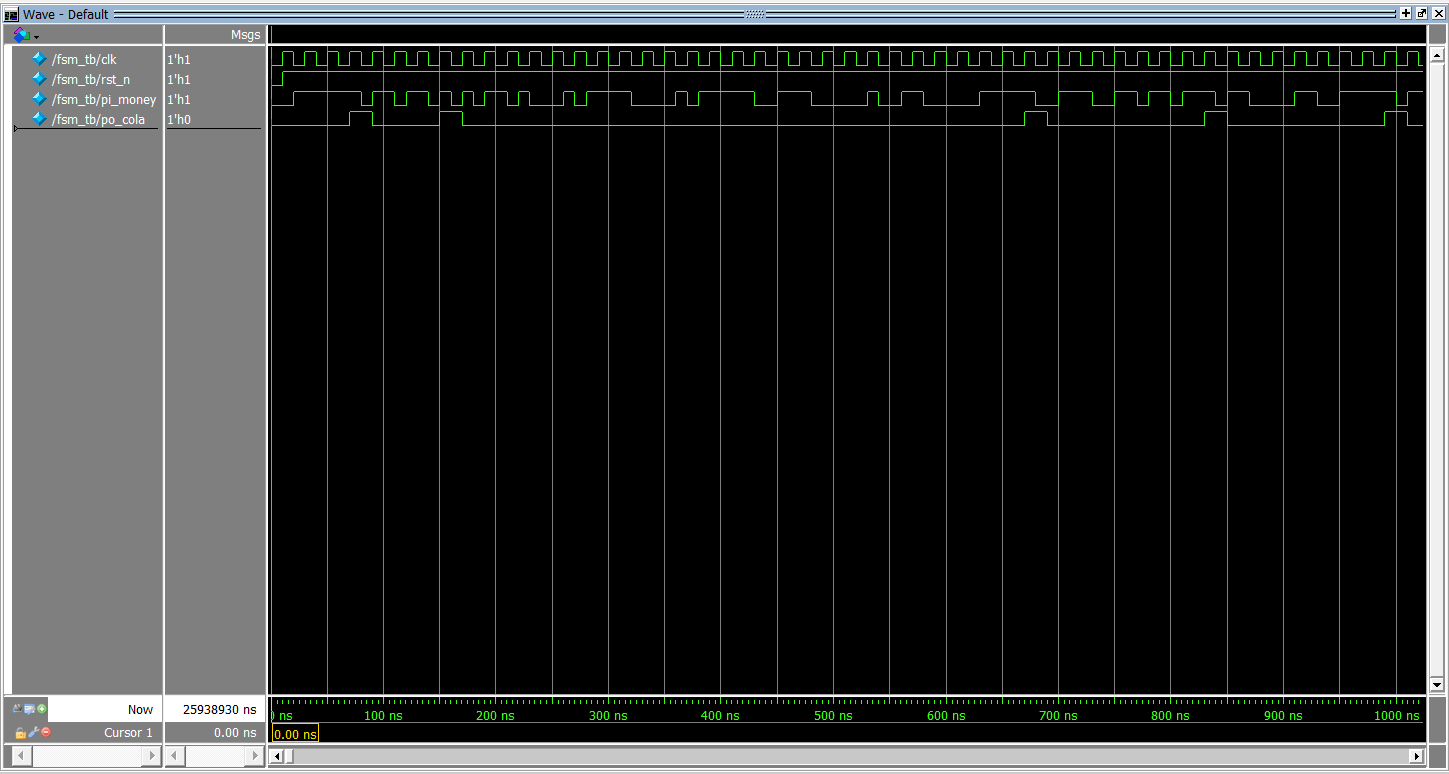 Wave - Default
Msgs
/fsm_tb/clk 1'h1
/fsm_tb/rst_n 1'h1
/fsm_tb/pi_money 1'h1
/fsm_tb/po_cola 1'h0
Now 25938930 ns
ns 100 ns 200 ns 300 ns 400 ns 500 ns 600 ns 700 ns 800 ns 900 ns 1000 ns
Cursor 1 0.00 ns 0.00 ns